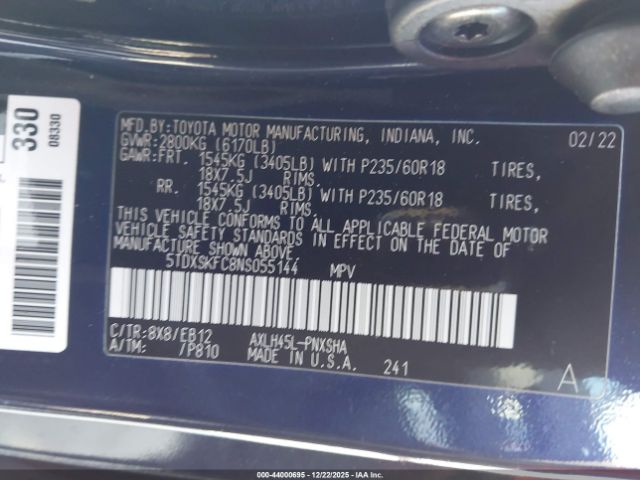 330
08330
MFD.BY:TOYOTA MOTOR MANUFACTURING, INDIANA, INC. 02/22
GVWR:2800KG (6170LB)
GAWR:FRT. 1545KG (3405LB) WITH P235/60R18 TIRES,
18X7.5J RIMS.
RR. 1545KG (3405LB) WITH P235/60R18 TIRES,
18X7.5J RIMS.
THIS VEHICLE CONFORMS TO ALL APPLICABLE FEDERAL MOTOR
VEHICLE SAFETY STANDARDS IN EFFECT ON THE DATE OF
MANUFACTURE SHOWN ABOVE.
5TDXSKFC8NS055144 MPV
C/TR:8X8/EB12 AXLH45L-PNXSHA
A/TM: /P810 MADE IN U.S.A. 241
A
000-44000695 - 12/22/2025 - IAAI.COM